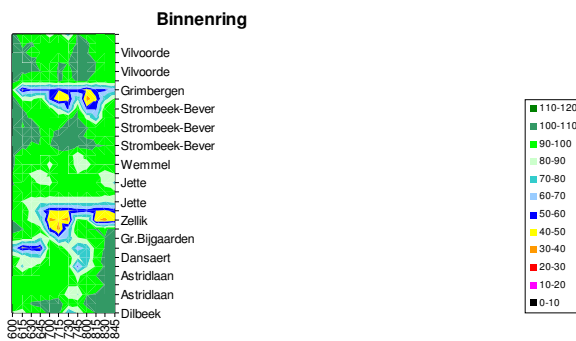 Binnenring
Vilvoorde
Vilvoorde
Grimbergen
Strombeek-Bever
Strombeek-Bever
Strombeek-Bever
Wemmel
Jette
Jette
Zellik
Gr.Bijgaarden
Dansaert
Astridlaan
Astridlaan
Dilbeek
600
615
630
645
700
715
730
745
800
815
830
845
110-120
100-110
90-100
80-90
70-80
60-70
50-60
40-50
30-40
20-30
10-20
0-10